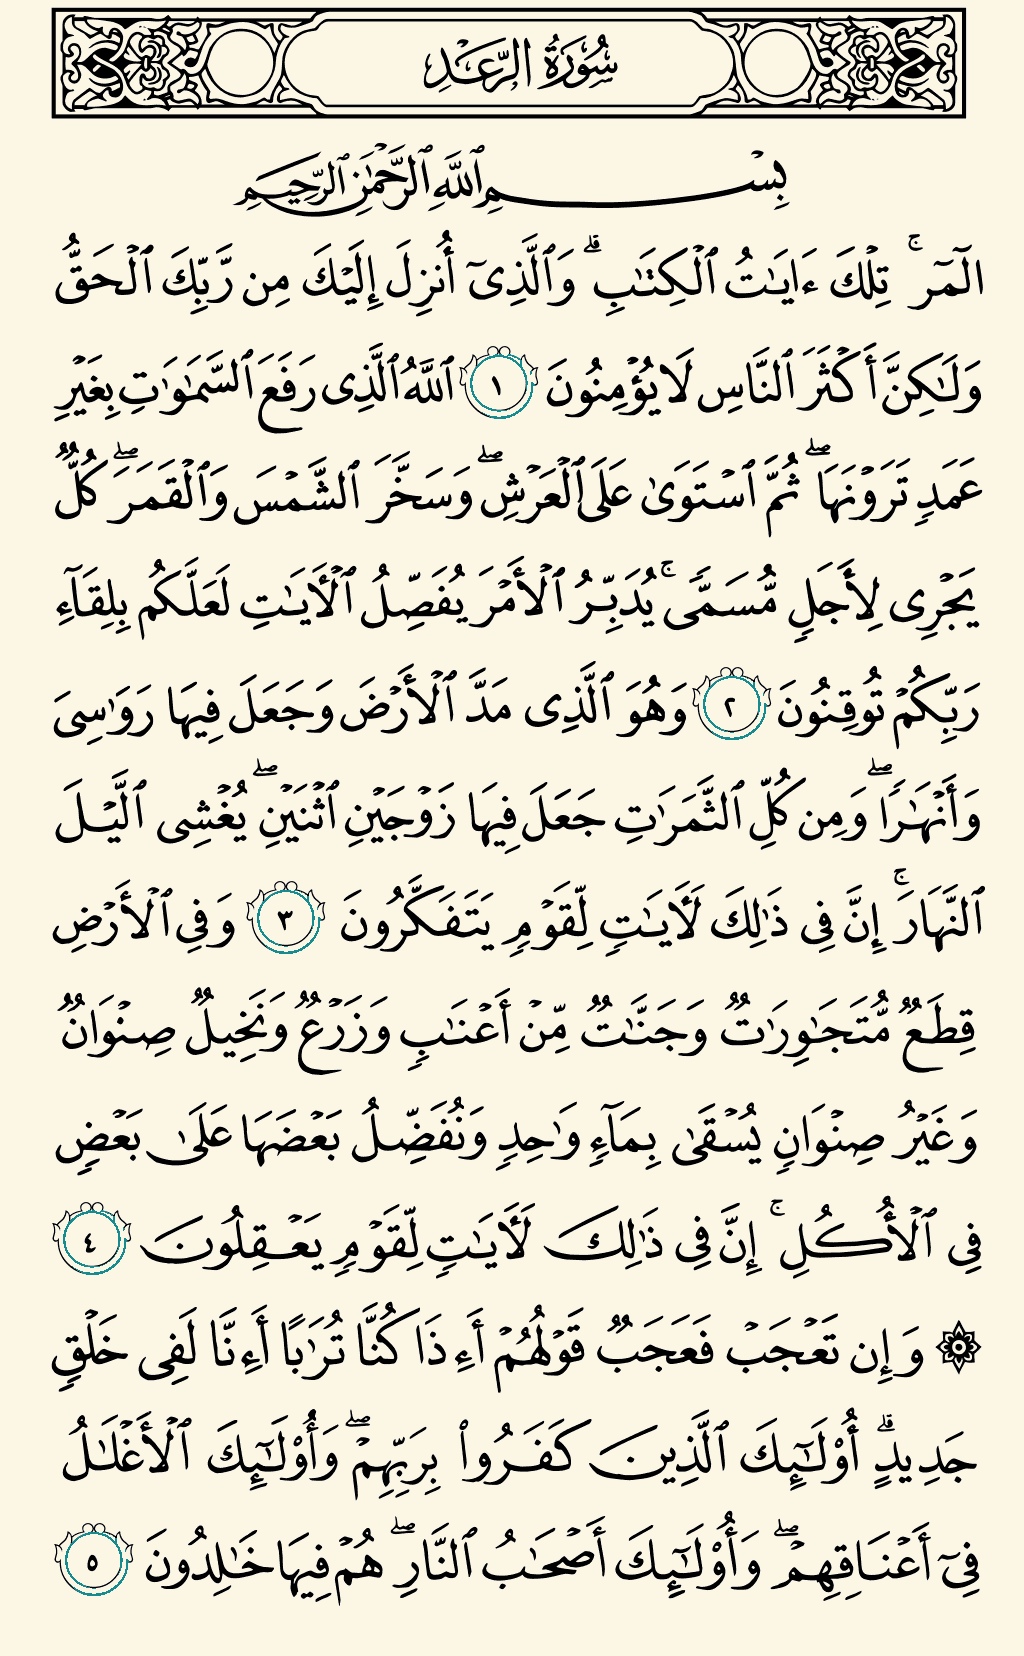 سُورَةُ الرَّعۡدِ
بِسۡمِ ٱللَّهِ ٱلرَّحۡمَٰنِ ٱلرَّحِيمِ
الٓمٓرۚ تِلۡكَ ءَايَٰتُ ٱلۡكِتَٰبِۗ وَٱلَّذِيٓ أُنزِلَ إِلَيۡكَ مِن رَّبِّكَ ٱلۡحَقُّ
وَلَٰكِنَّ أَكۡثَرَ ٱلنَّاسِ لَا يُؤۡمِنُونَ ١ ٱللَّهُ ٱلَّذِي رَفَعَ ٱلسَّمَٰوَٰتِ بِغَيۡرِ
عَمَدٖ تَرَوۡنَهَاۖ ثُمَّ ٱسۡتَوَىٰ عَلَى ٱلۡعَرۡشِۖ وَسَخَّرَ ٱلشَّمۡسَ وَٱلۡقَمَرَۖ كُلّٞ
يَجۡرِي لِأَجَلٖ مُّسَمّٗىۚ يُدَبِّرُ ٱلۡأَمۡرَ يُفَصِّلُ ٱلۡأٓيَٰتِ لَعَلَّكُم بِلِقَآءِ
رَبِّكُمۡ تُوقِنُونَ ٢ وَهُوَ ٱلَّذِي مَدَّ ٱلۡأَرۡضَ وَجَعَلَ فِيهَا رَوَٰسِيَ
وَأَنۡهَٰرٗاۖ وَمِن كُلِّ ٱلثَّمَرَٰتِ جَعَلَ فِيهَا زَوۡجَيۡنِ ٱثۡنَيۡنِۖ يُغۡشِي ٱلَّيۡلَ
ٱلنَّهَارَۚ إِنَّ فِي ذَٰلِكَ لَأٓيَٰتٖ لِّقَوۡمٖ يَتَفَكَّرُونَ ٣ وَفِي ٱلۡأَرۡضِ
قِطَعٞ مُّتَجَٰوِرَٰتٞ وَجَنَّٰتٞ مِّنۡ أَعۡنَٰبٖ وَزَرۡعٞ وَنَخِيلٞ صِنۡوَانٞ
وَغَيۡرُ صِنۡوَانٖ يُسۡقَىٰ بِمَآءٖ وَٰحِدٖ وَنُفَضِّلُ بَعۡضَهَا عَلَىٰ بَعۡضٖ
فِي ٱلۡأُكُلِۚ إِنَّ فِي ذَٰلِكَ لَأٓيَٰتٖ لِّقَوۡمٖ يَعۡقِلُونَ ٤
۞ وَإِن تَعۡجَبۡ فَعَجَبٞ قَوۡلُهُمۡ أَءِذَا كُنَّا تُرَٰبًا أَءِنَّا لَفِي خَلۡقٖ
جَدِيدٍۗ أُوْلَٰٓئِكَ ٱلَّذِينَ كَفَرُواْ بِرَبِّهِمۡۖ وَأُوْلَٰٓئِكَ ٱلۡأَغۡلَٰلُ
فِيٓ أَعۡنَاقِهِمۡۖ وَأُوْلَٰٓئِكَ أَصۡحَٰبُ ٱلنَّارِۖ هُمۡ فِيهَا خَٰلِدُونَ ٥